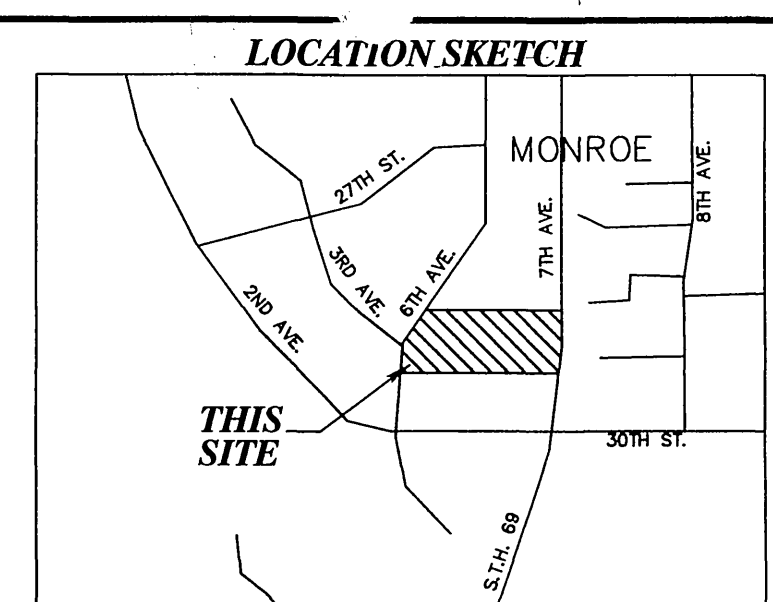 LOCATION SKETCH
MONROE
27TH ST.
8TH AVE.
7TH AVE.
3RD AVE.
6TH AVE.
2ND AVE.
THIS
SITE
30TH ST.
S.T.H. 69